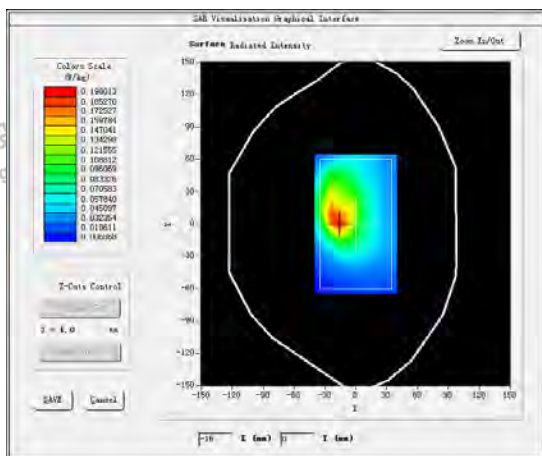 SAR Visualisation Graphical Interface
Surface Radiated Intensity
Zoom In/Out
Colors Scale
(W/kg)
0.198013
0.185270
0.172527
0.159784
0.147041
0.134298
0.121555
0.108812
0.096069
0.083326
0.070583
0.057840
0.045097
0.032354
0.019611
150
120
90
60
30
0
-30
-60
-90
-120
-150
-150 -120 -90 -60 -30 0 30 60 90 120 150
Y
X
Z-Cuts Control
Z = 4.0 mm
SAVE
Cancel
-16 X (mm) 0 Y (mm)